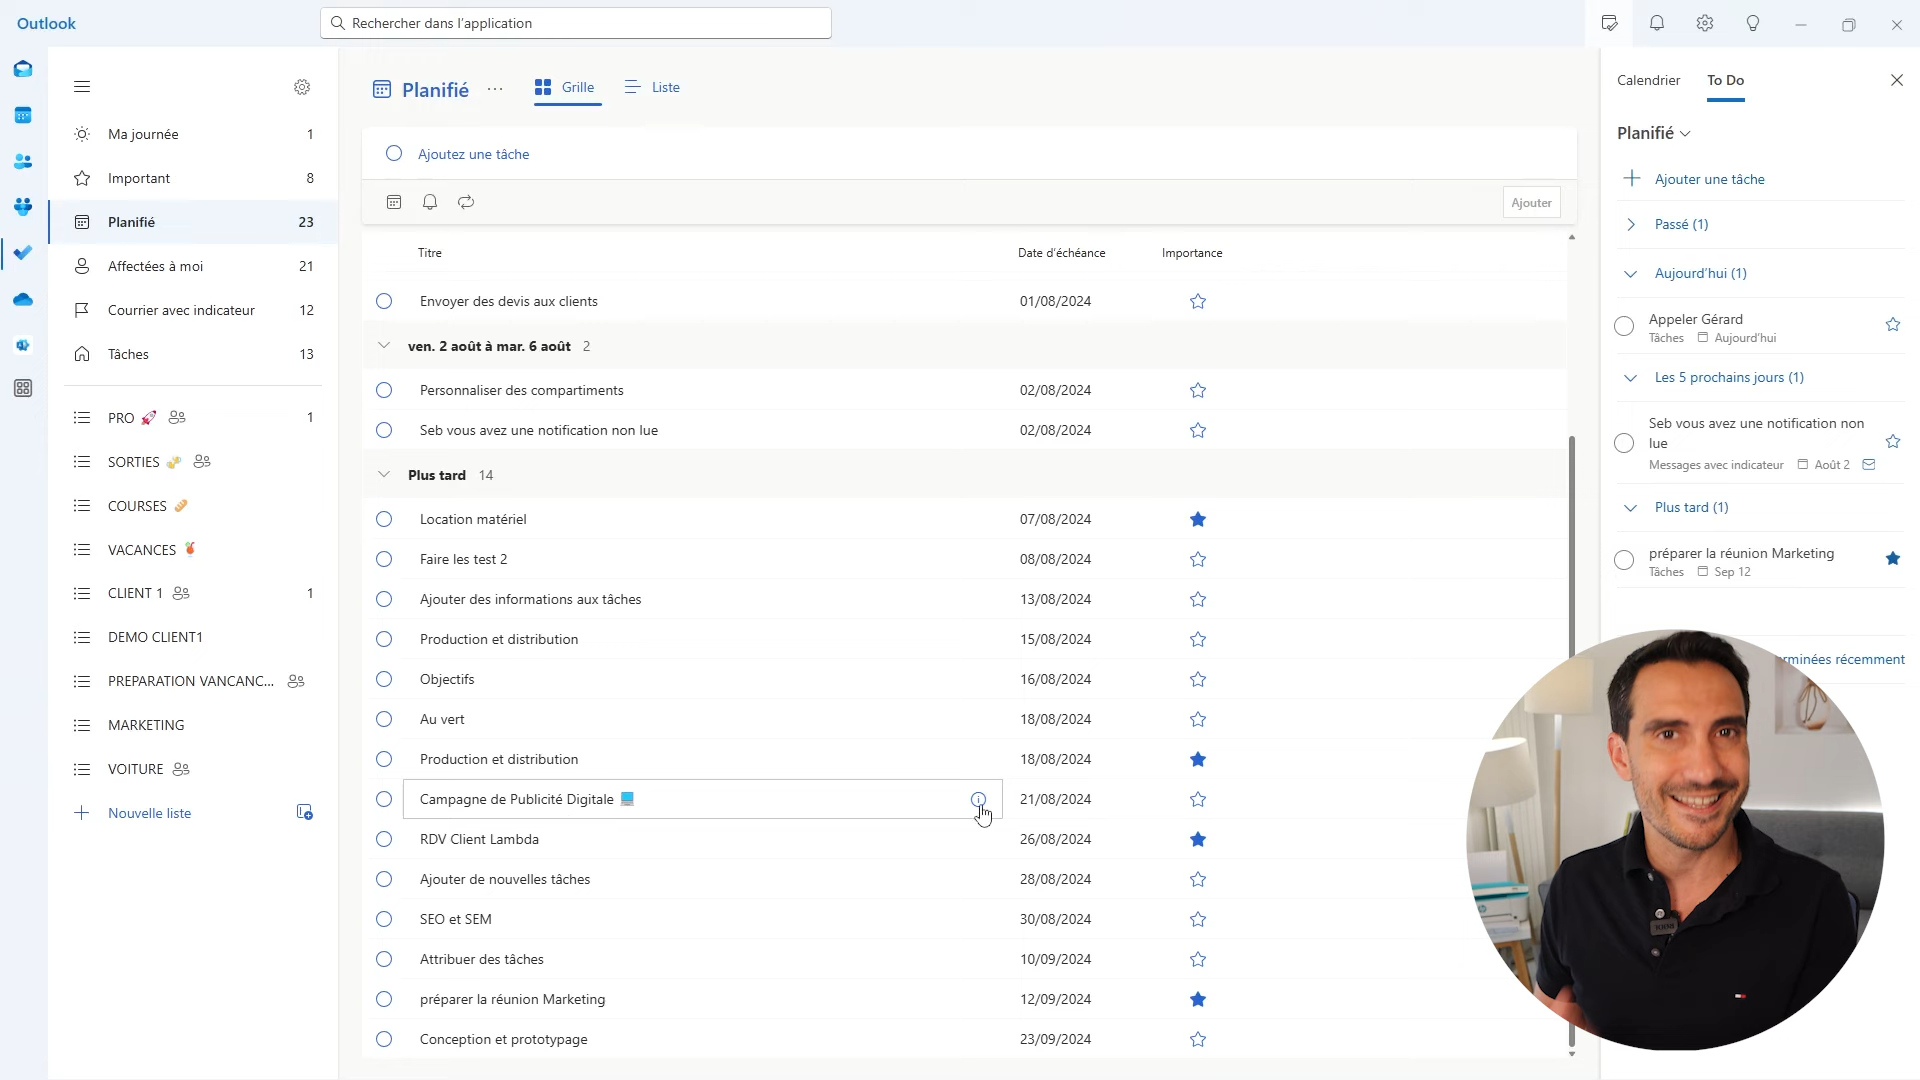 Outlook
Rechercher dans l'application
Ma journée 1
Important 8
Planifié 23
Affectées à moi 21
Courrier avec indicateur 12
Tâches 13
PRO 🚀 1
SORTIES
COURSES 🥖
VACANCES 🍹
CLIENT 1 1
DEMO CLIENT1
PREPARATION VANCANC...
MARKETING
VOITURE
Nouvelle liste
Planifié ... Grille Liste
Ajoutez une tâche
Ajouter
Titre Date d'échéance Importance
Envoyer des devis aux clients 01/08/2024
ven. 2 août à mar. 6 août 2
Personnaliser des compartiments 02/08/2024
Seb vous avez une notification non lue 02/08/2024
Plus tard 14
Location matériel 07/08/2024
Faire les test 2 08/08/2024
Ajouter des informations aux tâches 13/08/2024
Production et distribution 15/08/2024
Objectifs 16/08/2024
Au vert 18/08/2024
Production et distribution 18/08/2024
Campagne de Publicité Digitale 💻 21/08/2024
RDV Client Lambda 26/08/2024
Ajouter de nouvelles tâches 28/08/2024
SEO et SEM 30/08/2024
Attribuer des tâches 10/09/2024
préparer la réunion Marketing 12/09/2024
Conception et prototypage 23/09/2024
Calendrier To Do
Planifié
Ajouter une tâche
Passé (1)
Aujourd'hui (1)
Appeler Gérard
Tâches Aujourd'hui
Les 5 prochains jours (1)
Seb vous avez une notification non
lue
Messages avec indicateur Août 2
Plus tard (1)
préparer la réunion Marketing
Tâches Sep 12
rminées récemment